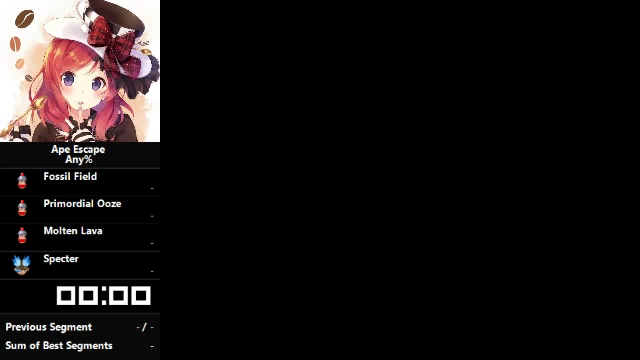 Ape Escape
Any%
Fossil Field
-
Primordial Ooze
-
Molten Lava
-
Specter
-
00:00
Previous Segment - / -
Sum of Best Segments -